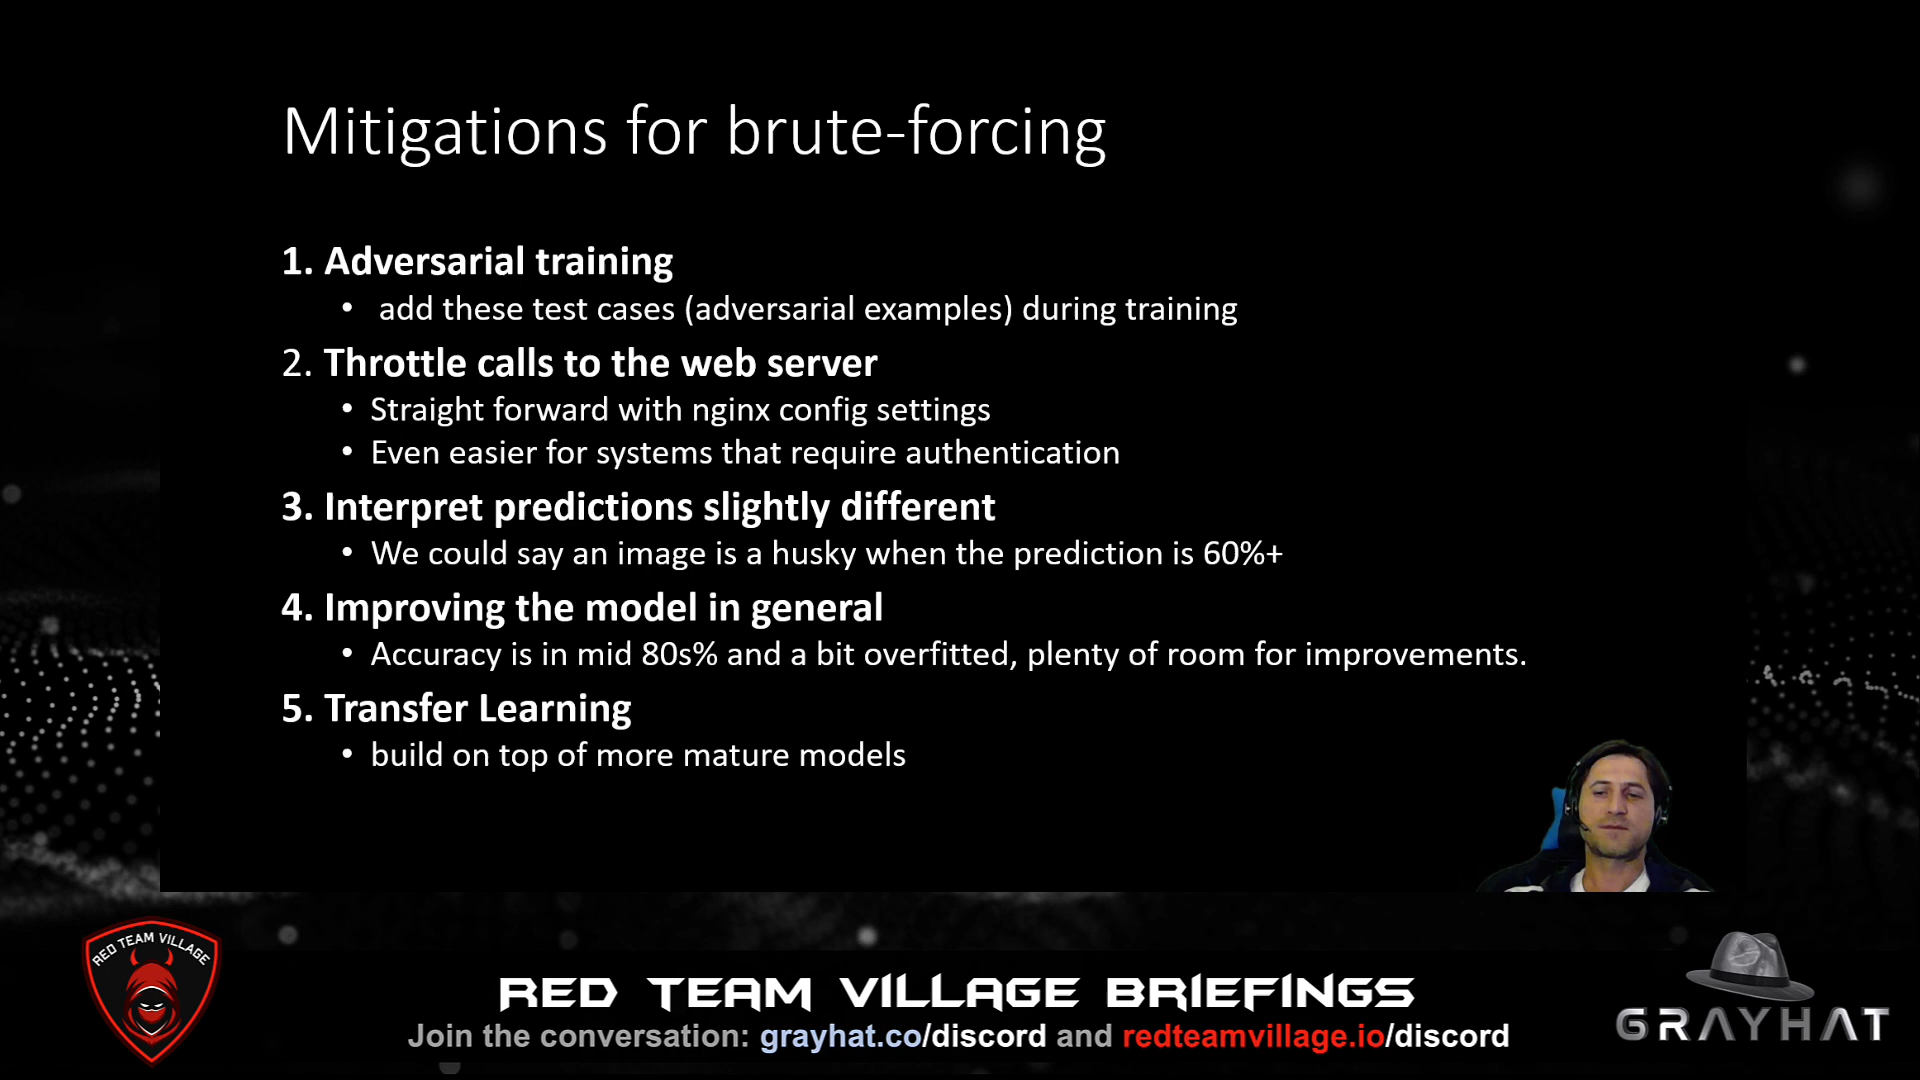 Mitigations for brute-forcing
1. Adversarial training
• add these test cases (adversarial examples) during training
2. Throttle calls to the web server
• Straight forward with nginx config settings
• Even easier for systems that require authentication
3. Interpret predictions slightly different
• We could say an image is a husky when the prediction is 60%+
4. Improving the model in general
• Accuracy is in mid 80s% and a bit overfitted, plenty of room for improvements.
5. Transfer Learning
• build on top of more mature models
RED TEAM VILLAGE
RED TEAM VILLAGE BRIEFINGS
Join the conversation: grayhat.co/discord and redteamvillage.io/discord
GRAYHAT